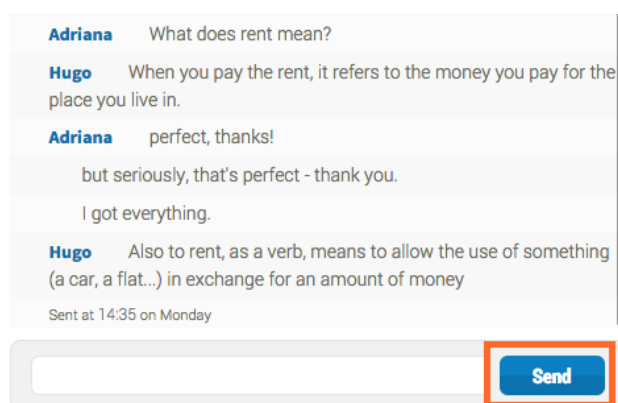 Adriana What does rent mean?
Hugo When you pay the rent, it refers to the money you pay for the
place you live in.
Adriana perfect, thanks!
but seriously, that's perfect - thank you.
I got everything.
Hugo Also to rent, as a verb, means to allow the use of something
(a car, a flat...) in exchange for an amount of money
Sent at 14:35 on Monday
Send